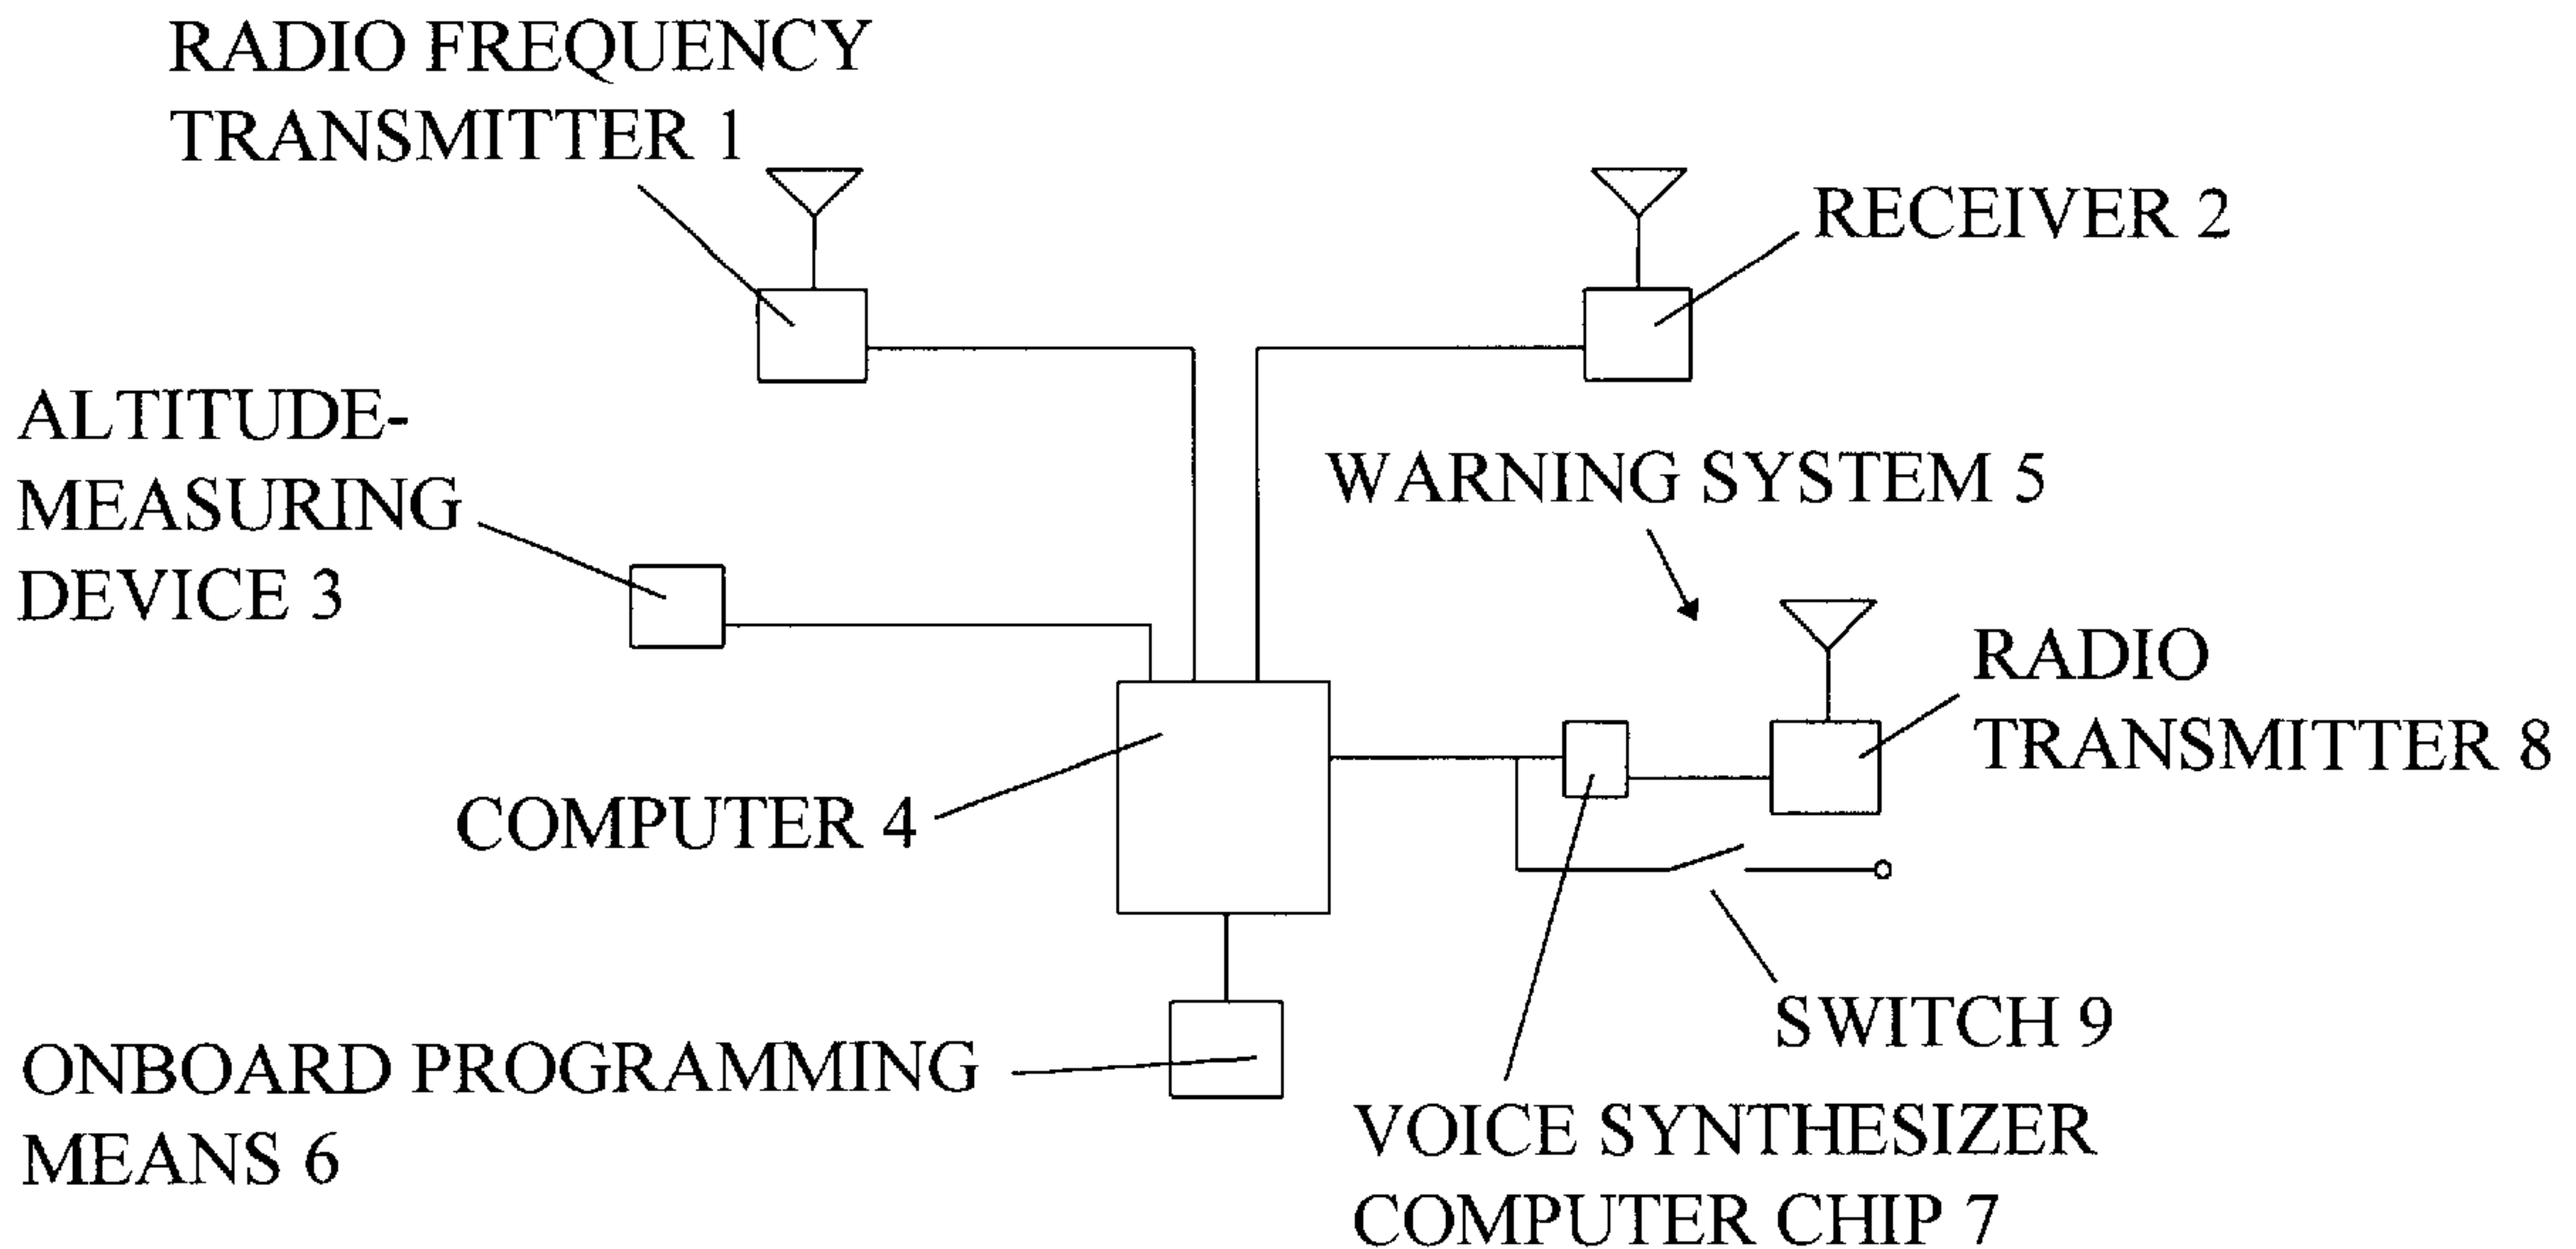 RADIO FREQUENCY
TRANSMITTER 1
RECEIVER 2
ALTITUDE-
MEASURING
DEVICE 3
WARNING SYSTEM 5
RADIO
TRANSMITTER 8
COMPUTER 4
SWITCH 9
ONBOARD PROGRAMMING
MEANS 6
VOICE SYNTHESIZER
COMPUTER CHIP 7